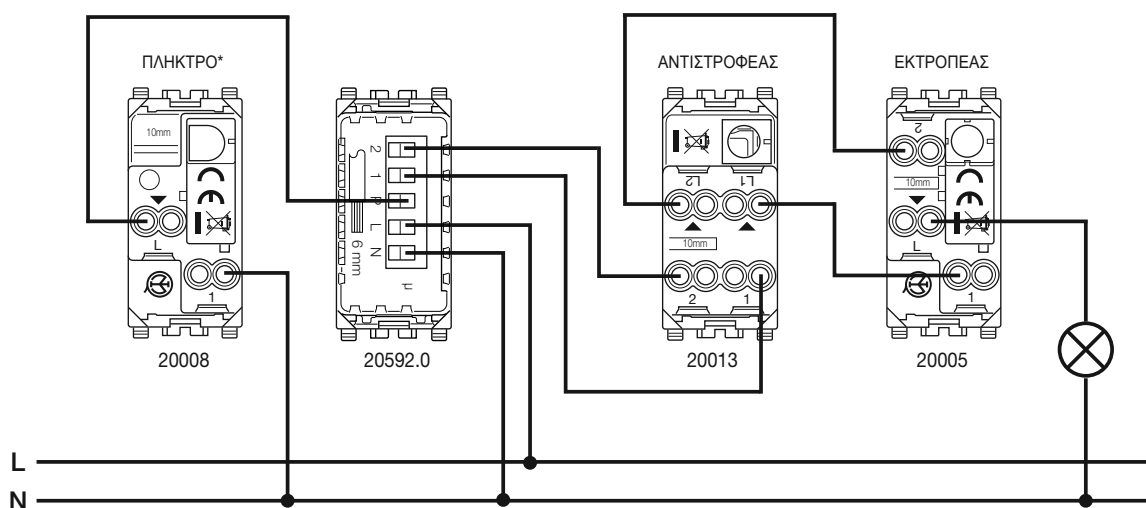 ΠΛΗΚΤΡΟ*
ΑΝΤΙΣΤΡΟΦΕΑΣ
ΕΚΤΡΟΠΕΑΣ
10mm
L
1
2
1
P
L
N
6 mm
μ
L2
L1
10mm
2
1
2
10mm
L
1
20008
20592.0
20013
20005
L
N